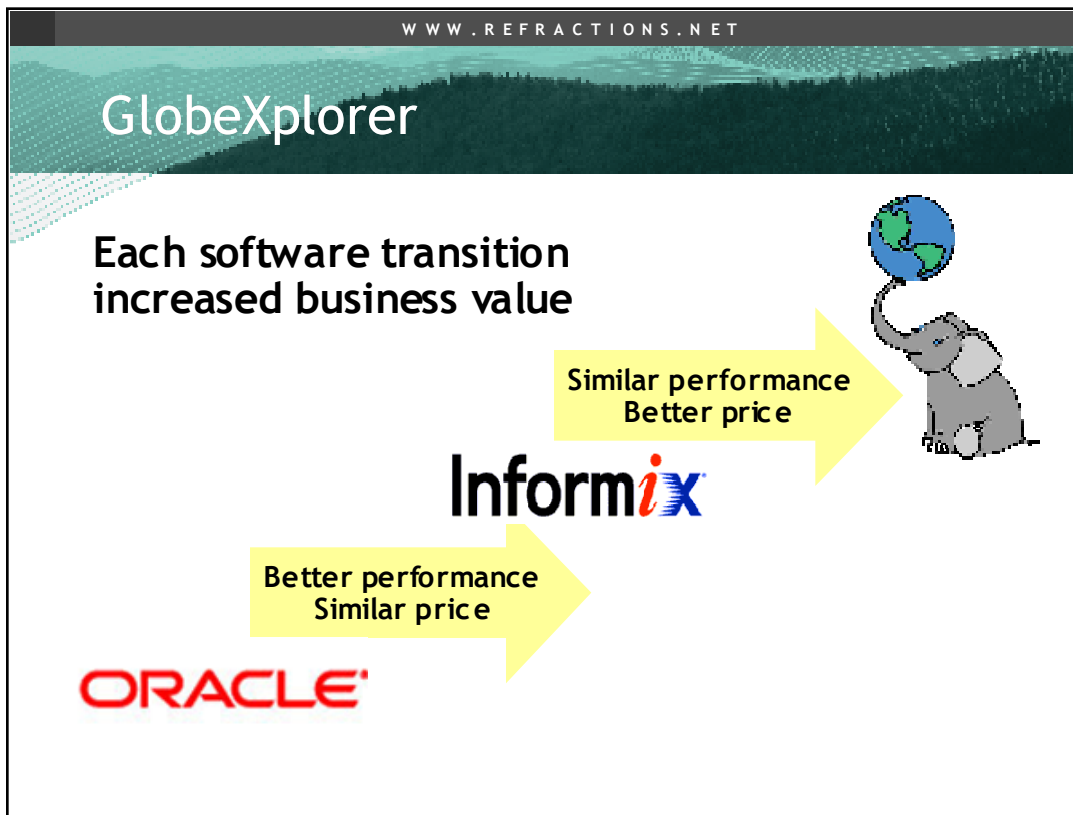 WWW.REFRACTIONS.NET
GlobeXplorer
Each software transition
increased business value
Similar performance
Better price
Informix
Better performance
Similar price
ORACLE